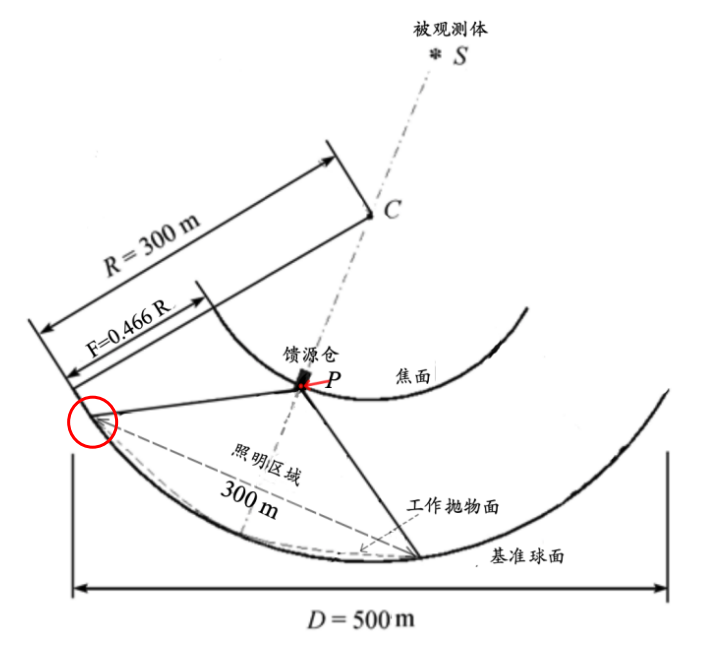 被观测体
* S
C
R = 300 m
F=0.466 R
馈源仓
P
焦面
照明区域
300 m
工作抛物面
基准球面
D = 500 m